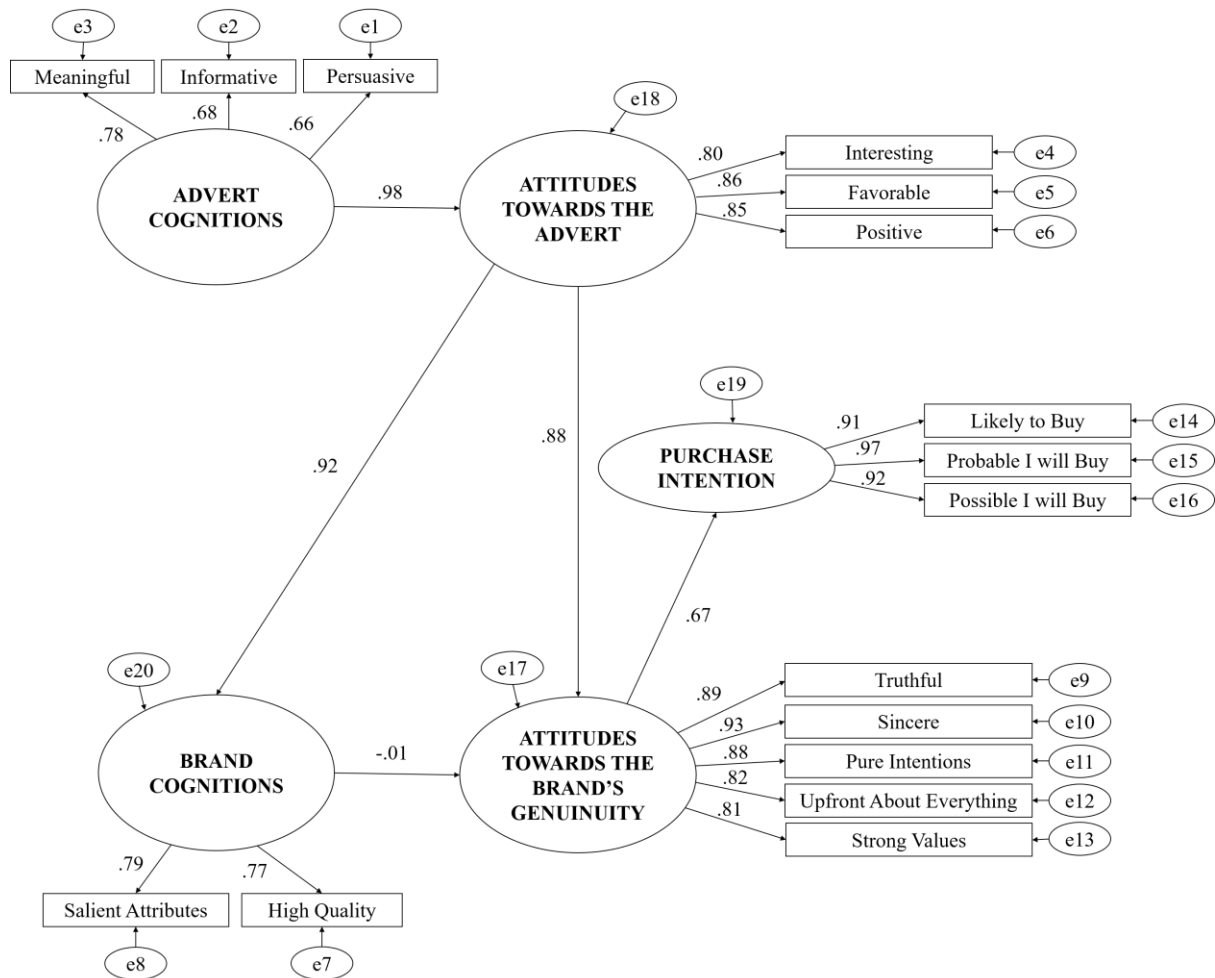 e3
e2
e1
Meaningful
Informative
Persuasive
.78
.68
.66
e18
ADVERT
COGNITIONS
.98
ATTITUDES
TOWARDS THE
ADVERT
.80
.86
.85
Interesting
Favorable
Positive
e4
e5
e6
e19
.88
.92
PURCHASE
INTENTION
.91
.97
.92
Likely to Buy
Probable I will Buy
Possible I will Buy
e14
e15
e16
.67
e20
e17
BRAND
COGNITIONS
-.01
ATTITUDES
TOWARDS THE
BRAND’S
GENUINUITY
.89
.93
.88
.82
.81
Truthful
Sincere
Pure Intentions
Upfront About Everything
Strong Values
e9
e10
e11
e12
e13
.79
.77
Salient Attributes
High Quality
e8
e7